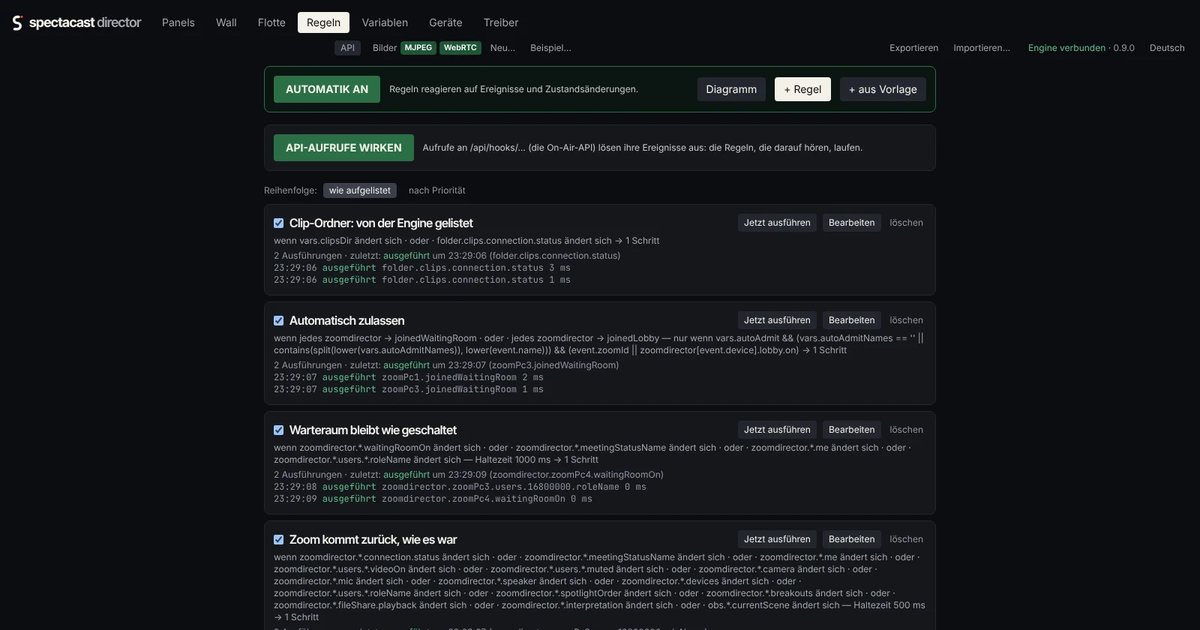 spectacast director Panels Wall Flotte Regeln Variablen Geräte Treiber
API Bilder MJPEG WebRTC Neu... Beispiel... Exportieren Importieren... Engine verbunden · 0.9.0 Deutsch
AUTOMATIK AN Regeln reagieren auf Ereignisse und Zustandsänderungen. Diagramm + Regel + aus Vorlage
API-AUFRUFE WIRKEN Aufrufe an /api/hooks/... (die On-Air-API) lösen ihre Ereignisse aus: die Regeln, die darauf hören, laufen.
Reihenfolge: wie aufgelistet nach Priorität
Clip-Ordner: von der Engine gelistet Jetzt ausführen Bearbeiten löschen
wenn vars.clipsDir ändert sich · oder · folder.clips.connection.status ändert sich → 1 Schritt
2 Ausführungen · zuletzt: ausgeführt um 23:29:06 (folder.clips.connection.status)
23:29:06 ausgeführt folder.clips.connection.status 3 ms
23:29:06 ausgeführt folder.clips.connection.status 1 ms
Automatisch zulassen Jetzt ausführen Bearbeiten löschen
wenn jedes zoomdirector → joinedWaitingRoom · oder · jedes zoomdirector → joinedLobby — nur wenn vars.autoAdmit && (vars.autoAdmitNames == '' ||
contains(split(lower(vars.autoAdmitNames)), lower(event.name))) && (event.zoomId || zoomdirector[event.device].lobby.on) → 1 Schritt
2 Ausführungen · zuletzt: ausgeführt um 23:29:07 (zoomPc3.joinedWaitingRoom)
23:29:07 ausgeführt zoomPc1.joinedWaitingRoom 2 ms
23:29:07 ausgeführt zoomPc3.joinedWaitingRoom 1 ms
Warteraum bleibt wie geschaltet Jetzt ausführen Bearbeiten löschen
wenn zoomdirector.*.waitingRoomOn ändert sich · oder · zoomdirector.*.meetingStatusName ändert sich · oder · zoomdirector.*.me ändert sich · oder ·
zoomdirector.*.users.*.roleName ändert sich — Haltezeit 1000 ms → 1 Schritt
2 Ausführungen · zuletzt: ausgeführt um 23:29:09 (zoomdirector.zoomPc4.waitingRoomOn)
23:29:08 ausgeführt zoomdirector.zoomPc3.users.16800000.roleName 0 ms
23:29:09 ausgeführt zoomdirector.zoomPc4.waitingRoomOn 0 ms
Zoom kommt zurück, wie es war Jetzt ausführen Bearbeiten löschen
wenn zoomdirector.*.connection.status ändert sich · oder · zoomdirector.*.meetingStatusName ändert sich · oder · zoomdirector.*.me ändert sich · oder ·
zoomdirector.*.users.*.videoOn ändert sich · oder · zoomdirector.*.users.*.muted ändert sich · oder · zoomdirector.*.camera ändert sich · oder ·
zoomdirector.*.mic ändert sich · oder · zoomdirector.*.speaker ändert sich · oder · zoomdirector.*.devices ändert sich · oder ·
zoomdirector.*.users.*.roleName ändert sich · oder · zoomdirector.*.spotlightOrder ändert sich · oder · zoomdirector.*.breakouts ändert sich · oder ·
zoomdirector.*.fileShare.playback ändert sich · oder · zoomdirector.*.interpretation ändert sich · oder · obs.*.currentScene ändert sich — Haltezeit 500 ms
→ 1 Schritt